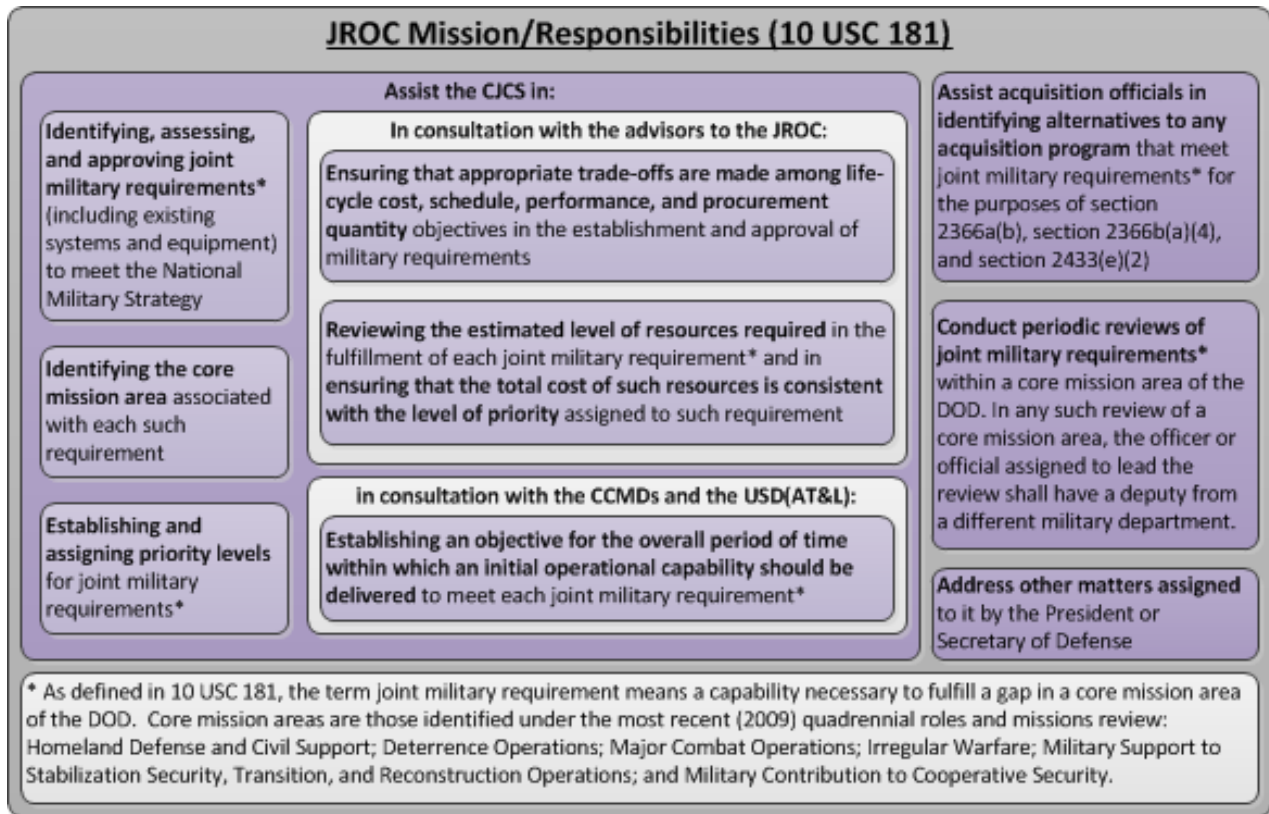 JROC Mission/Responsibilities (10 USC 181)
Assist the CJCS in:
Identifying, assessing,
and approving joint
military requirements*
(including existing
systems and equipment)
to meet the National
Military Strategy
Identifying the core
mission area associated
with each such
requirement
Establishing and
assigning priority levels
for joint military
requirements*
In consultation with the advisors to the JROC:
Ensuring that appropriate trade-offs are made among life-
cycle cost, schedule, performance, and procurement
quantity objectives in the establishment and approval of
military requirements
Reviewing the estimated level of resources required in the
fulfillment of each joint military requirement* and in
ensuring that the total cost of such resources is consistent
with the level of priority assigned to such requirement
in consultation with the CCMDs and the USD(AT&L):
Establishing an objective for the overall period of time
within which an initial operational capability should be
delivered to meet each joint military requirement*
Assist acquisition officials in
identifying alternatives to any
acquisition program that meet
joint military requirements* for
the purposes of section
2366a(b), section 2366b(a)(4),
and section 2433(e)(2)
Conduct periodic reviews of
joint military requirements*
within a core mission area of the
DOD. In any such review of a
core mission area, the officer or
official assigned to lead the
review shall have a deputy from
a different military department.
Address other matters assigned
to it by the President or
Secretary of Defense
* As defined in 10 USC 181, the term joint military requirement means a capability necessary to fulfill a gap in a core mission area
of the DOD. Core mission areas are those identified under the most recent (2009) quadrennial roles and missions review:
Homeland Defense and Civil Support; Deterrence Operations; Major Combat Operations; Irregular Warfare; Military Support to
Stabilization Security, Transition, and Reconstruction Operations; and Military Contribution to Cooperative Security.